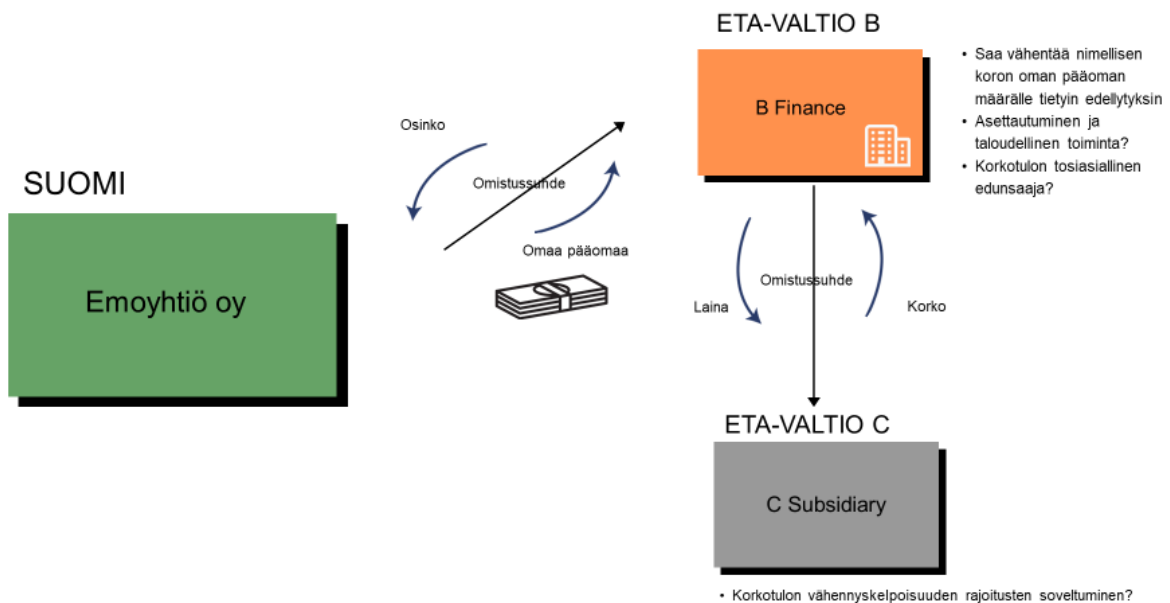 ETA-VALTIO B
• Saa vähentää nimellisen
koron oman pääoman
määrälle tietyin edellytyksin
• Asettautuminen ja
taloudellinen toiminta?
• Korkotulon tosiasiallinen
edunsaaja?
B Finance
Osinko
Omistussuhde
Omaa pääomaa
SUOMI
Emoyhtiö oy
Laina
Omistussuhde
Korko
ETA-VALTIO C
C Subsidiary
• Korkotulon vähennyskelpoisuuden rajoitusten soveltuminen?